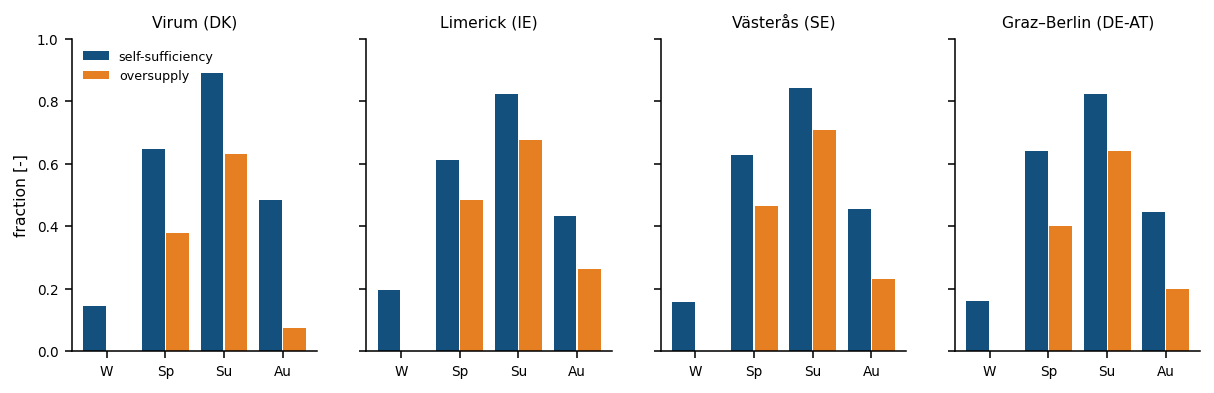 Virum (DK)
Limerick (IE)
Västerås (SE)
Graz–Berlin (DE-AT)
fraction [-]
1.0
0.8
0.6
0.4
0.2
0.0
self-sufficiency
oversupply
W Sp Su Au
W Sp Su Au
W Sp Su Au
W Sp Su Au